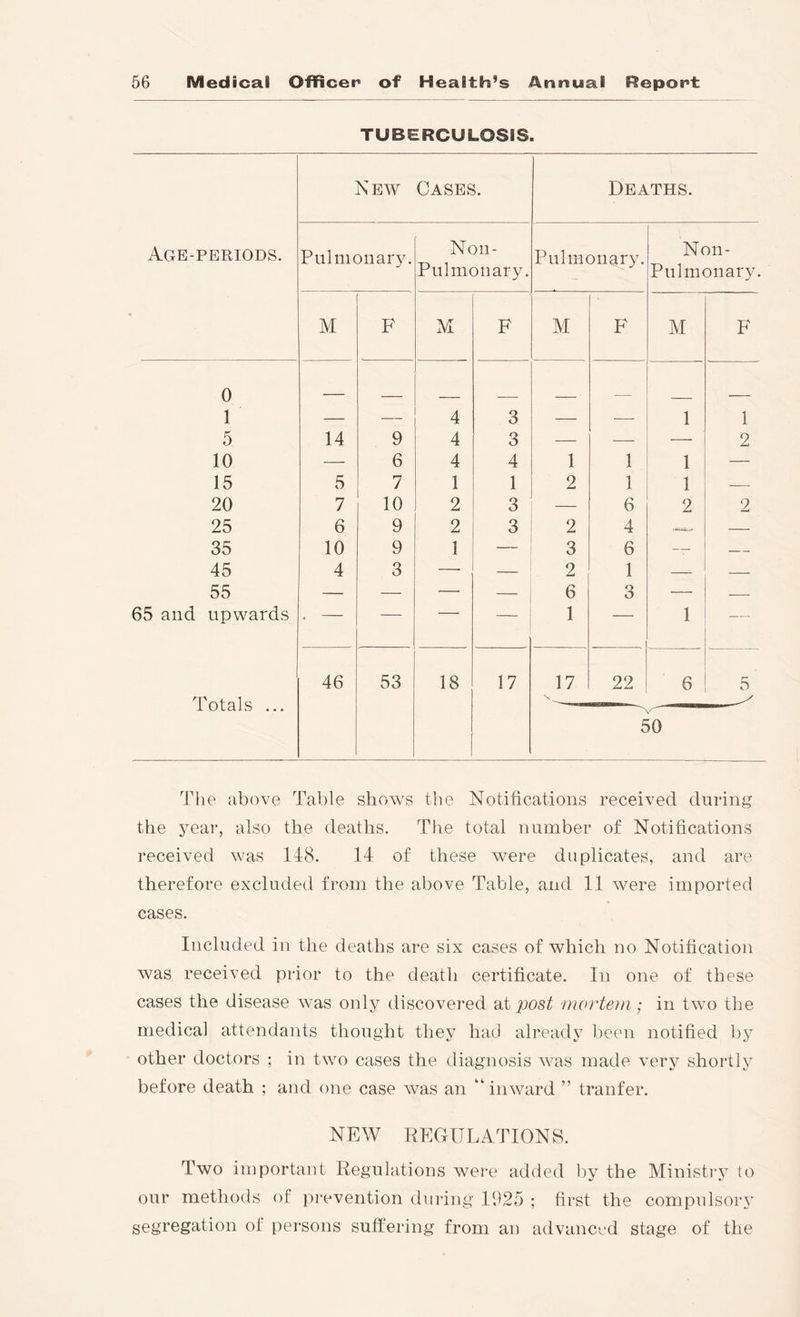 56 Medical Officer of Health's Annual Report
TUBERCULOSIS.
AGE-PERIODS. | NEW CASES. | DEATHS.
Pulmonary. | Non-Pulmonary. | Pulmonary. | Non-Pulmonary.
M | F | M | F | M | F | M | F
0 | — | — | — | — | — | — | — | —
1 | — | — | 4 | 3 | — | — | 1 | 1
5 | 14 | 9 | 4 | 3 | — | — | — | 2
10 | — | 6 | 4 | 4 | 1 | 1 | 1 | —
15 | 5 | 7 | 1 | 1 | 2 | 1 | 1 | —
20 | 7 | 10 | 2 | 3 | — | 6 | 2 | 2
25 | 6 | 9 | 2 | 3 | 2 | 4 | — | —
35 | 10 | 9 | 1 | — | 3 | 6 | — | —
45 | 4 | 3 | — | — | 2 | 1 | — | —
55 | — | — | — | — | 6 | 3 | — | —
65 and upwards | — | — | — | — | 1 | — | 1 | —
Totals ... | 46 | 53 | 18 | 17 | 17 | 22 | 6 | 5
50
The above Table shows the Notifications received during
the year, also the deaths. The total number of Notifications
received was 148. 14 of these were duplicates, and are
therefore excluded from the above Table, and 11 were imported
cases.
Included in the deaths are six cases of which no Notification
was received prior to the death certificate. In one of these
cases the disease was only discovered at post mortem ; in two the
medical attendants thought they had already been notified by
other doctors ; in two cases the diagnosis was made very shortly
before death ; and one case was an “inward ” tranfer.
NEW REGULATIONS.
Two important Regulations were added by the Ministry to
our methods of prevention during 1925 ; first the compulsory
segregation of persons suffering from an advanced stage of the